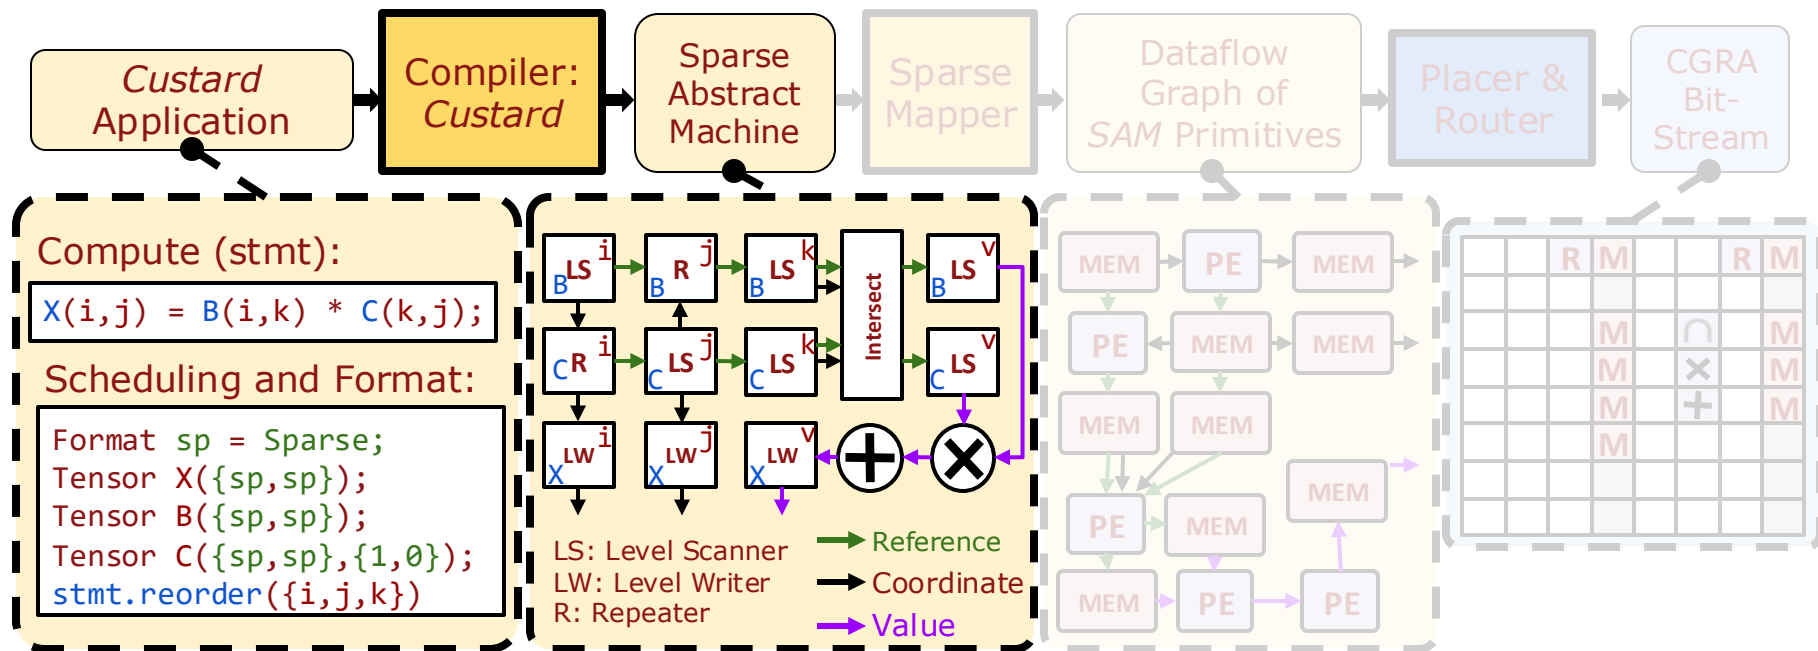 Custard
Application
Compiler:
Custard
Sparse
Abstract
Machine
Sparse
Mapper
Dataflow
Graph of
SAM Primitives
Placer &
Router
CGRA
Bit-
Stream
Compute (stmt):
X(i,j) = B(i,k) * C(k,j);
Scheduling and Format:
Format sp = Sparse;
Tensor X({sp,sp});
Tensor B({sp,sp});
Tensor C({sp,sp},{1,0});
stmt.reorder({i,j,k})
B LS i
B R j
B LS k
Intersect
B LS v
C R i
C LS j
C LS k
C LS v
X LW i
X LW j
X LW v
+
×
LS: Level Scanner
LW: Level Writer
R: Repeater
Reference
Coordinate
Value
MEM PE MEM
PE MEM MEM
MEM MEM
PE MEM MEM
MEM PE PE
R M R M
M ∩ M
M × M
M + M
M